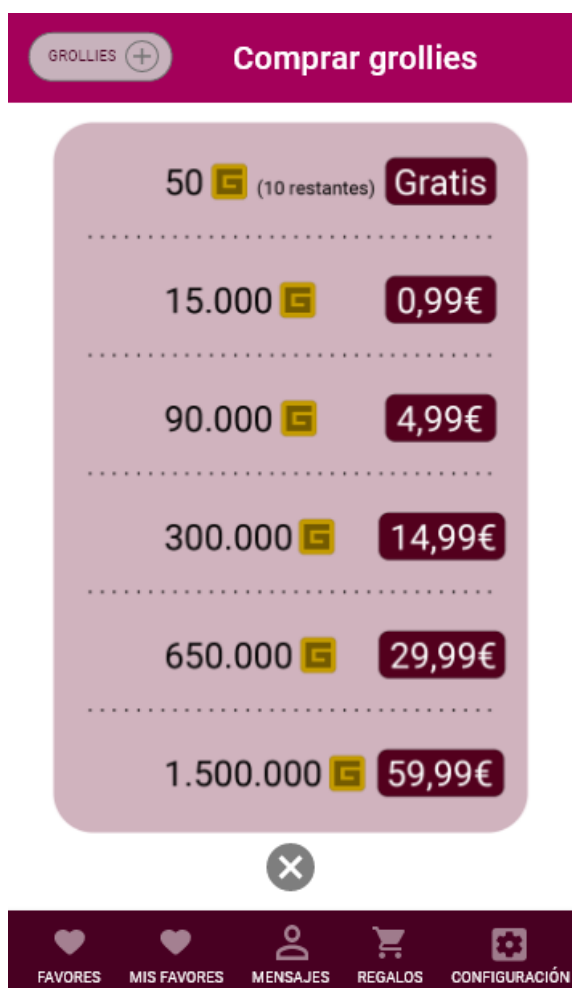 GROLLIES
Comprar grollies
50 G (10 restantes) Gratis
15.000 G 0,99€
90.000 G 4,99€
300.000 G 14,99€
650.000 G 29,99€
1.500.000 G 59,99€
FAVORES MIS FAVORES MENSAJES REGALOS CONFIGURACIÓN